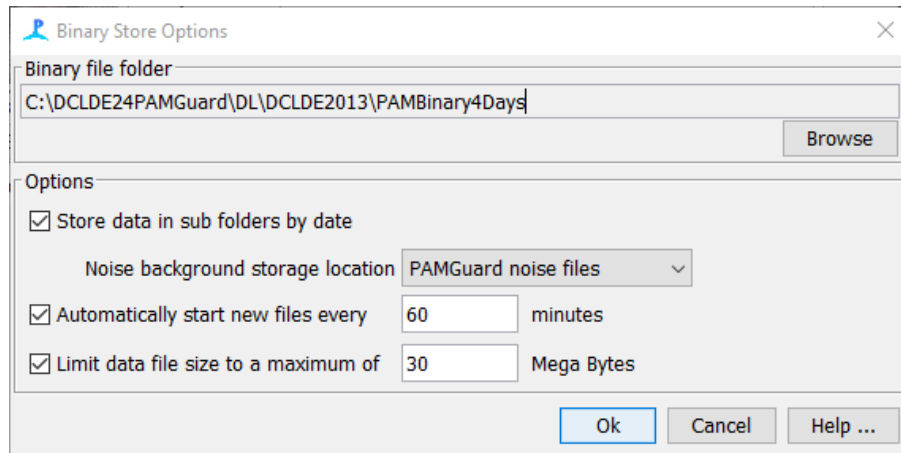 Binary Store Options
Binary file folder
C:\DCLDE24PAMGuard\DL\DCLDE2013\PAMBinary4Days
Browse
Options
Store data in sub folders by date
Noise background storage location PAMGuard noise files
Automatically start new files every 60 minutes
Limit data file size to a maximum of 30 Mega Bytes
Ok Cancel Help ...